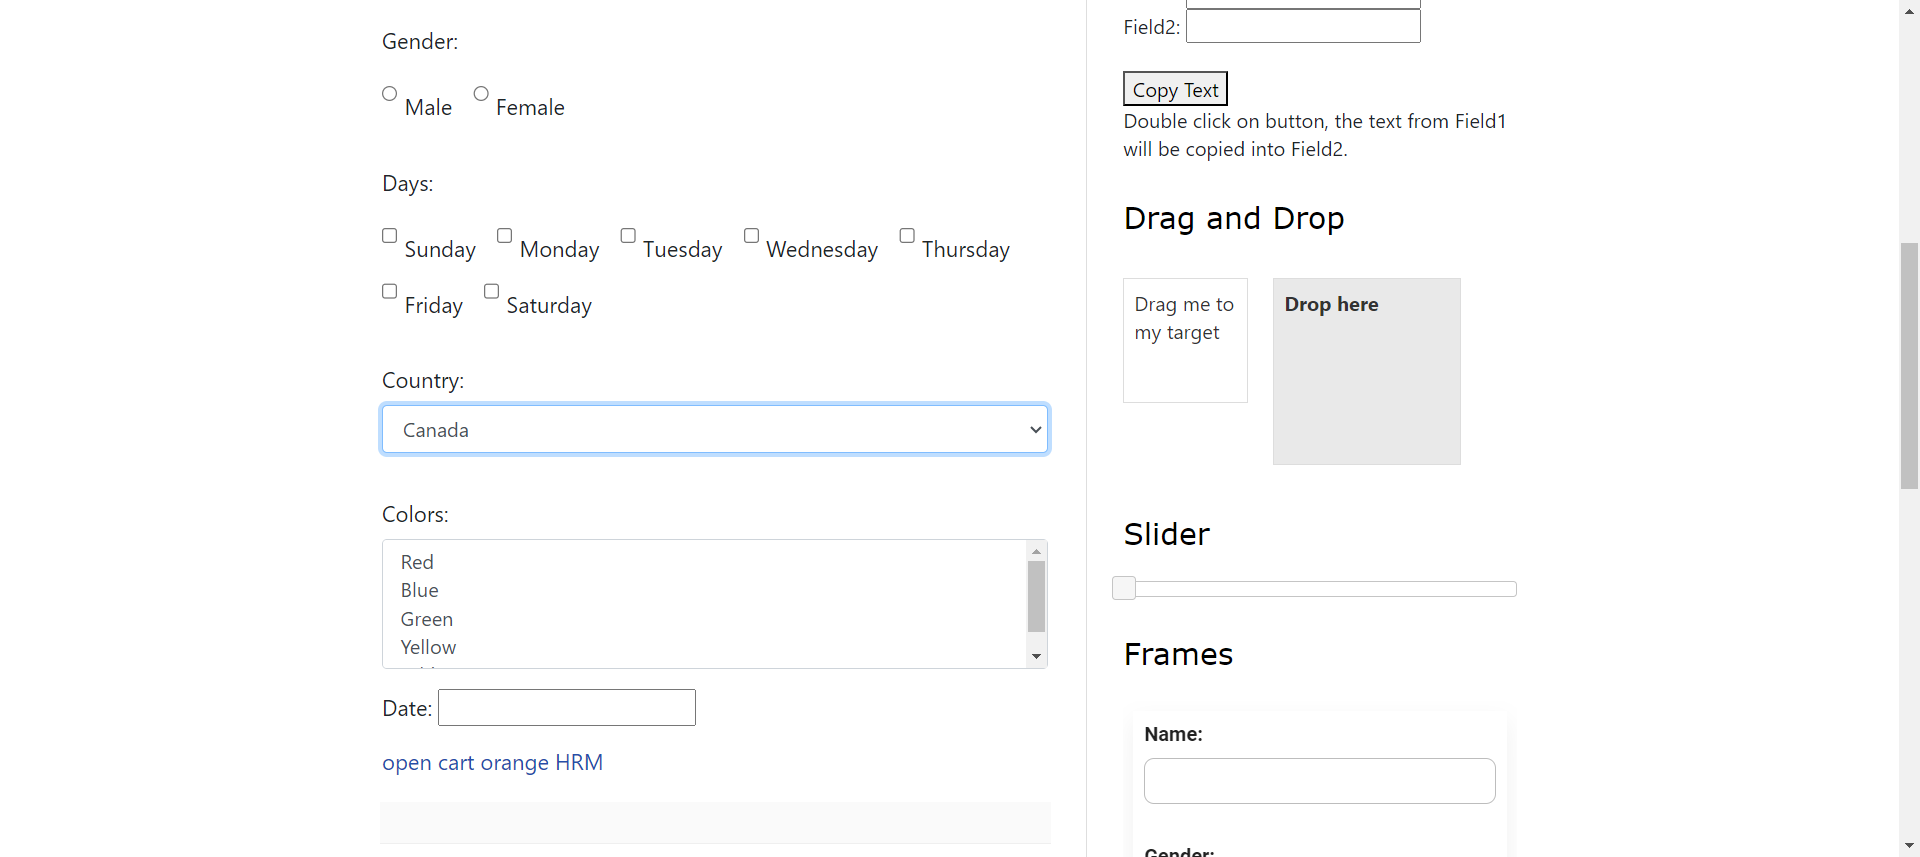 Gender:
Male Female
Days:
Sunday Monday Tuesday Wednesday Thursday
Friday Saturday
Country:
Canada
Colors:
Red
Blue
Green
Yellow
Date:
open cart orange HRM
Field2:
Copy Text
Double click on button, the text from Field1
will be copied into Field2.
Drag and Drop
Drag me to
my target
Drop here
Slider
Frames
Name:
Gender: